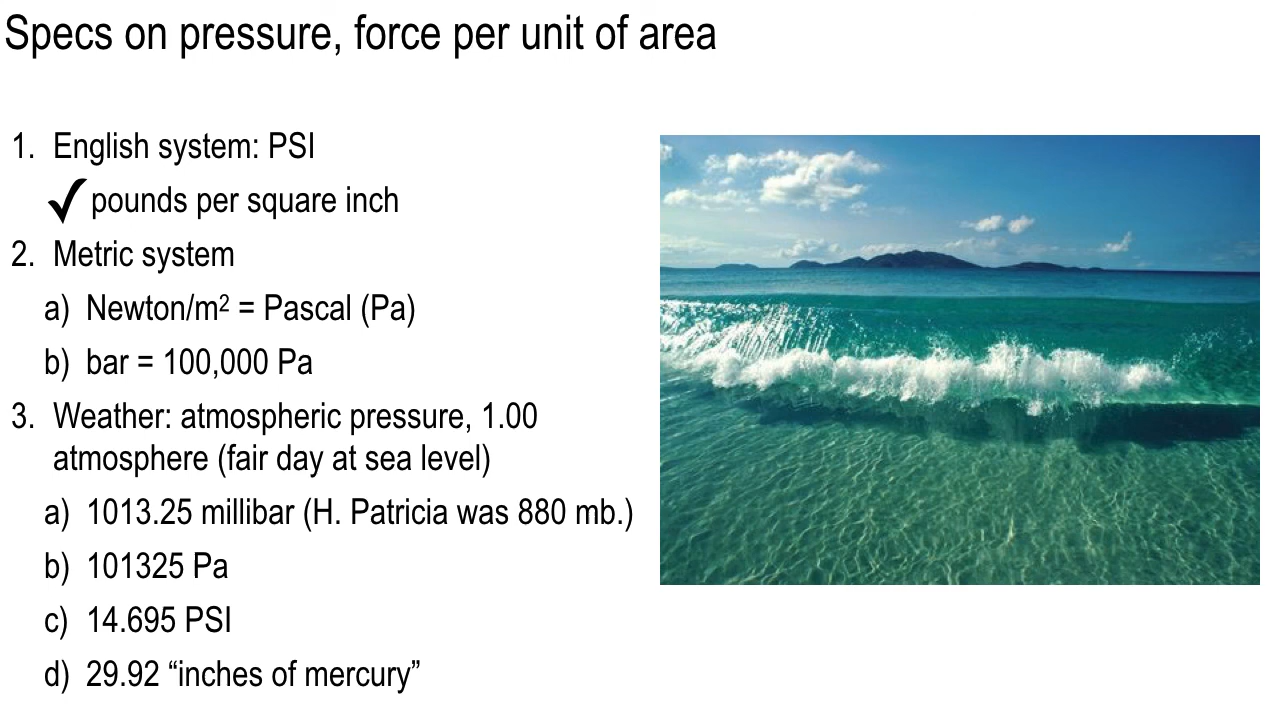 Specs on pressure, force per unit of area
1. English system: PSI
✓ pounds per square inch
2. Metric system
a) Newton/m² = Pascal (Pa)
b) bar = 100,000 Pa
3. Weather: atmospheric pressure, 1.00
atmosphere (fair day at sea level)
a) 1013.25 millibar (H. Patricia was 880 mb.)
b) 101325 Pa
c) 14.695 PSI
d) 29.92 “inches of mercury”